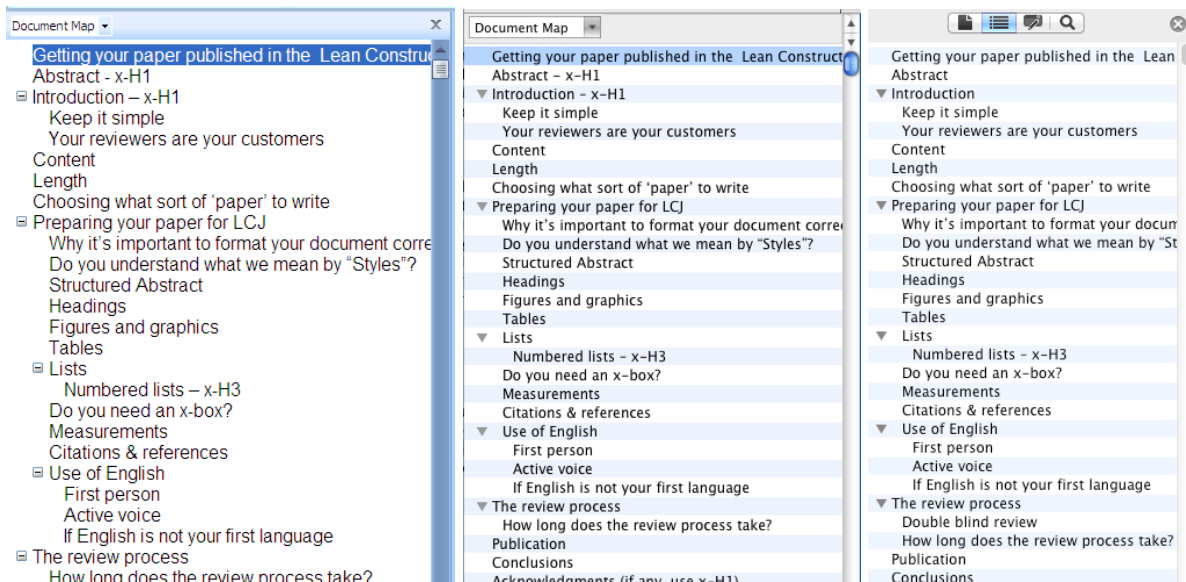 Document Map
Getting your paper published in the Lean Constru
Abstract - x-H1
Introduction – x-H1
Keep it simple
Your reviewers are your customers
Content
Length
Choosing what sort of ‘paper’ to write
Preparing your paper for LCJ
Why it’s important to format your document corre
Do you understand what we mean by “Styles”?
Structured Abstract
Headings
Figures and graphics
Tables
Lists
Numbered lists – x-H3
Do you need an x-box?
Measurements
Citations & references
Use of English
First person
Active voice
If English is not your first language
The review process
How long does the review process take?
Document Map
Getting your paper published in the Lean Construct
Abstract – x-H1
Introduction – x-H1
Keep it simple
Your reviewers are your customers
Content
Length
Choosing what sort of ‘paper’ to write
Preparing your paper for LCJ
Why it’s important to format your document corre
Do you understand what we mean by “Styles”?
Structured Abstract
Headings
Figures and graphics
Tables
Lists
Numbered lists – x-H3
Do you need an x-box?
Measurements
Citations & references
Use of English
First person
Active voice
If English is not your first language
The review process
How long does the review process take?
Publication
Conclusions
Acknowledgments (if any, use x-H1)
Getting your paper published in the Lean
Abstract
Introduction
Keep it simple
Your reviewers are your customers
Content
Length
Choosing what sort of ‘paper’ to write
Preparing your paper for LCJ
Why it’s important to format your docum
Do you understand what we mean by “St
Structured Abstract
Headings
Figures and graphics
Tables
Lists
Numbered lists – x-H3
Do you need an x-box?
Measurements
Citations & references
Use of English
First person
Active voice
If English is not your first language
The review process
Double blind review
How long does the review process take?
Publication
Conclusions